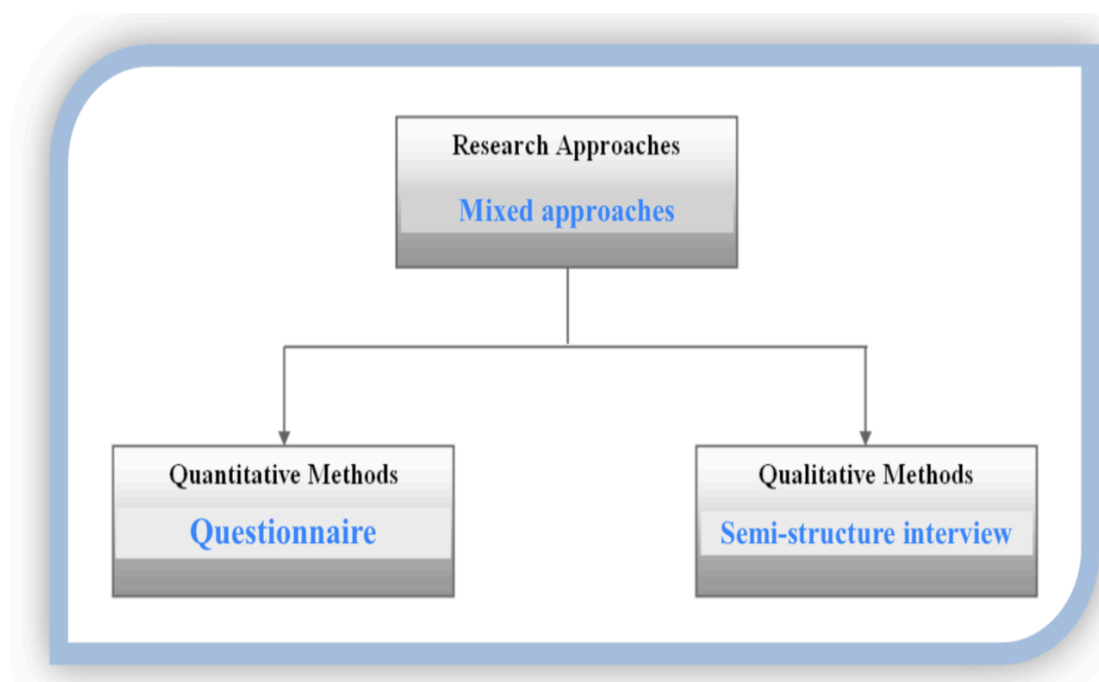 Research Approaches
Mixed approaches
Quantitative Methods
Questionnaire
Qualitative Methods
Semi-structure interview